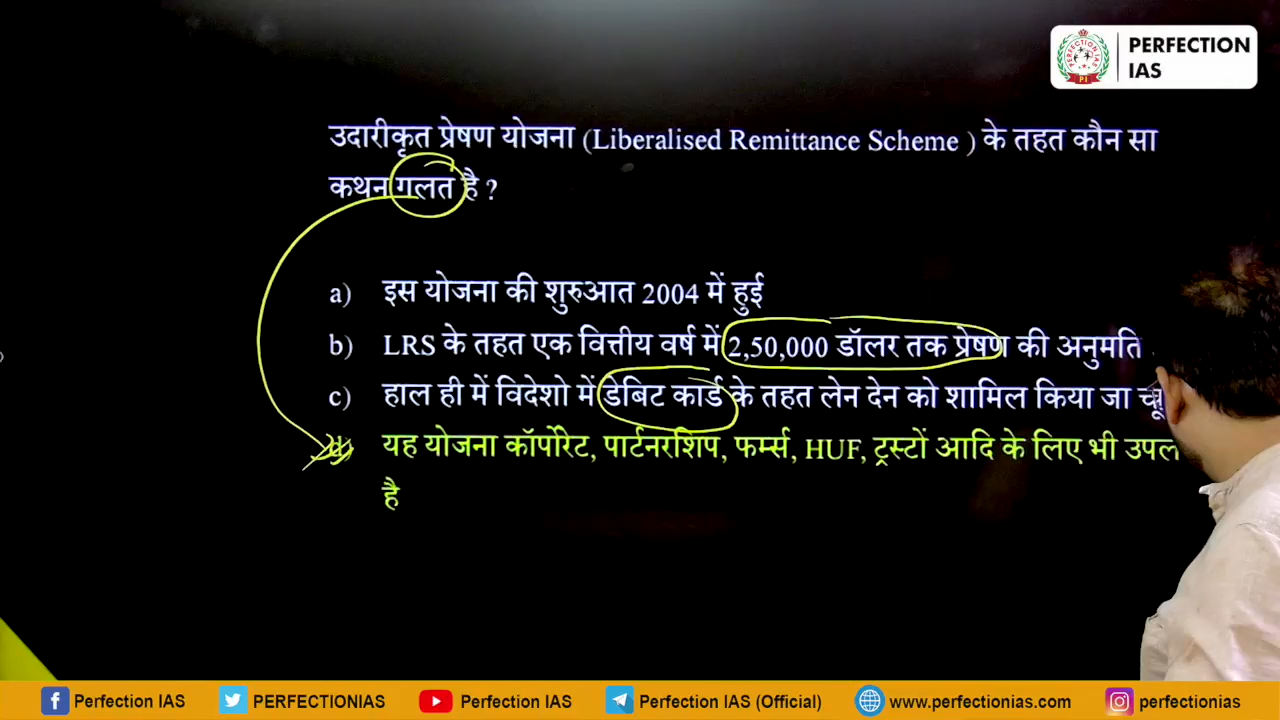 PERFECTION
IAS
उदारीकृत प्रेषण योजना (Liberalised Remittance Scheme ) के तहत कौन सा
कथन गलत है ?
a) इस योजना की शुरुआत 2004 में हुई
b) LRS के तहत एक वित्तीय वर्ष में 2,50,000 डॉलर तक प्रेषण की अनुमति
c) हाल ही में विदेशो में डेबिट कार्ड के तहत लेन देन को शामिल किया जा
यह योजना कॉर्पोरेट, पार्टनरशिप, फर्म्स, HUF, ट्रस्टों आदि के लिए भी
है
Perfection IAS PERFECTIONIAS Perfection IAS Perfection IAS (Official) www.perfectionias.com perfectionias